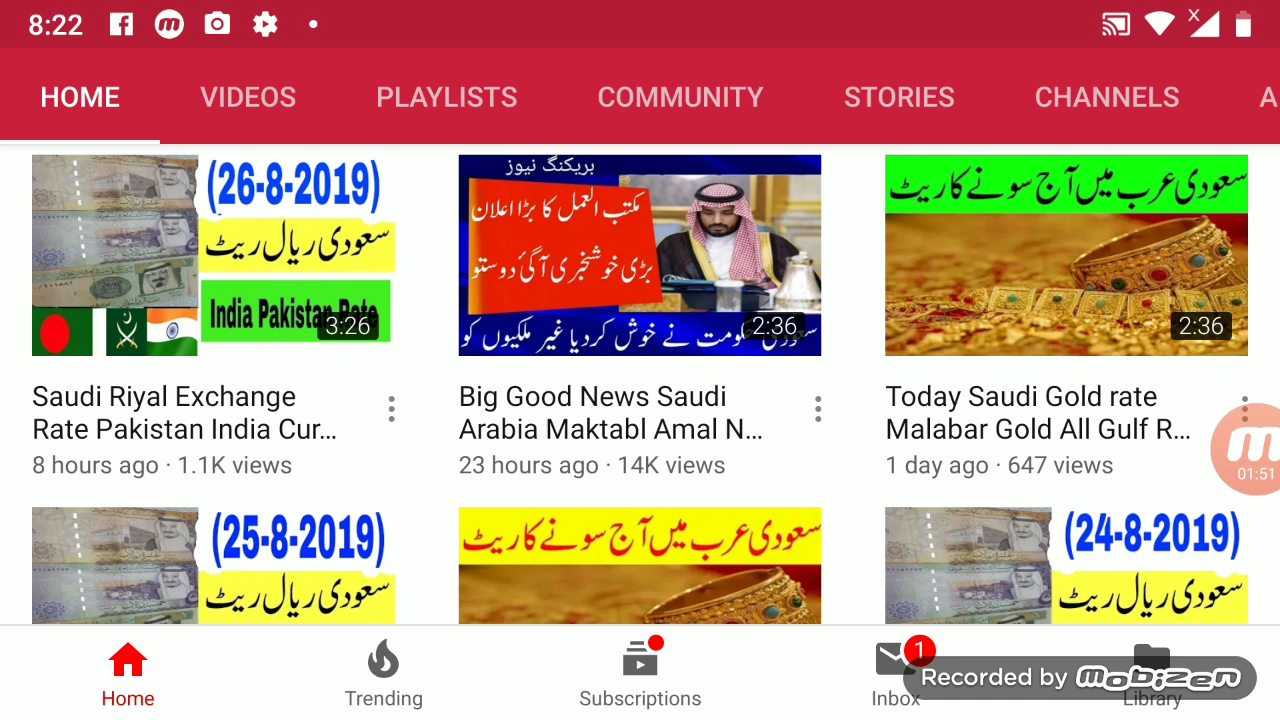 8:22
HOME
VIDEOS
PLAYLISTS
COMMUNITY
STORIES
CHANNELS
A
(26-8-2019)
سعودی ریال ریٹ
India Pakistan Rate
3:26
بریکنگ نیوز
مکتب العمل کا بڑا اعلان
بڑی خوشخبری آگئ دوستو
سعودی حکومت نے خوش کردیا غیر ملکیوں کو
2:36
سعودی عرب میں آج سونے کا ریٹ
2:36
Saudi Riyal Exchange
Rate Pakistan India Cur...
8 hours ago · 1.1K views
Big Good News Saudi
Arabia Maktabl Amal N...
23 hours ago · 14K views
Today Saudi Gold rate
Malabar Gold All Gulf R...
1 day ago · 647 views
01:51
(25-8-2019)
سعودی ریال ریٹ
سعودی عرب میں آج سونے کا ریٹ
(24-8-2019)
سعودی ریال ریٹ
Home
Trending
Subscriptions
Inbox
1
Library
Recorded by Mobizen